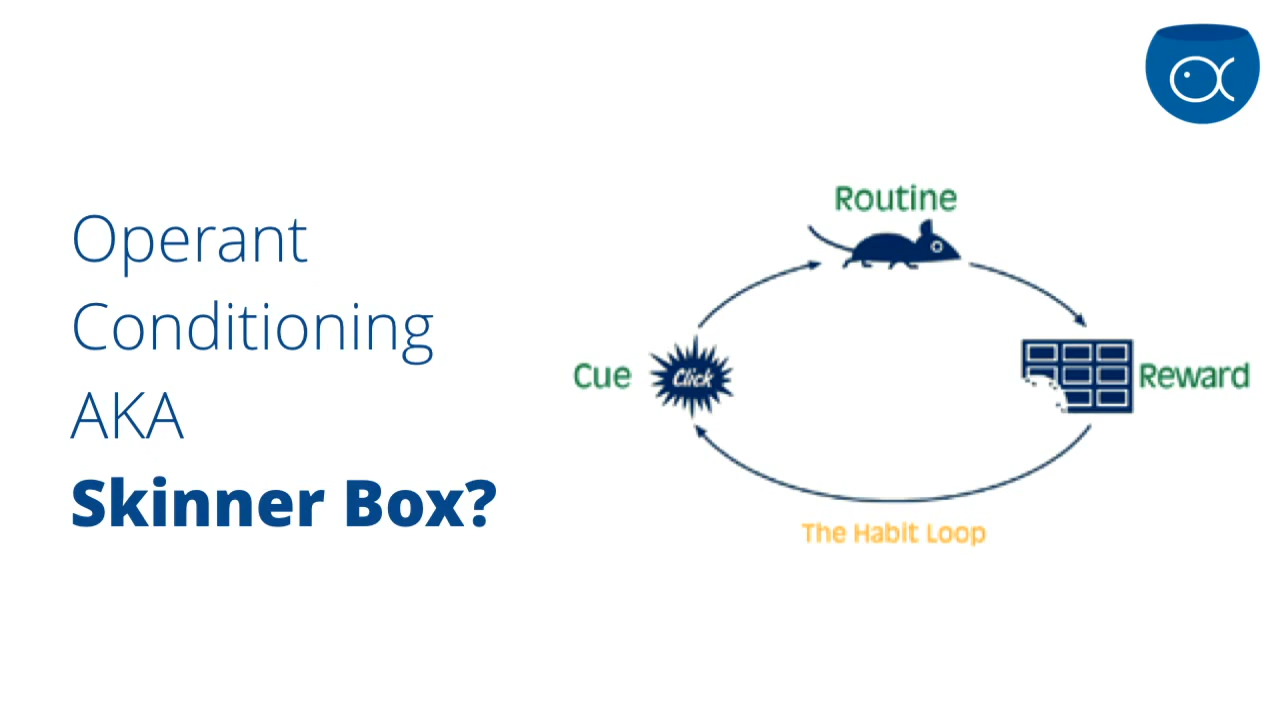 Operant
Conditioning
AKA
Skinner Box?
Routine
Cue
Click
Reward
The Habit Loop